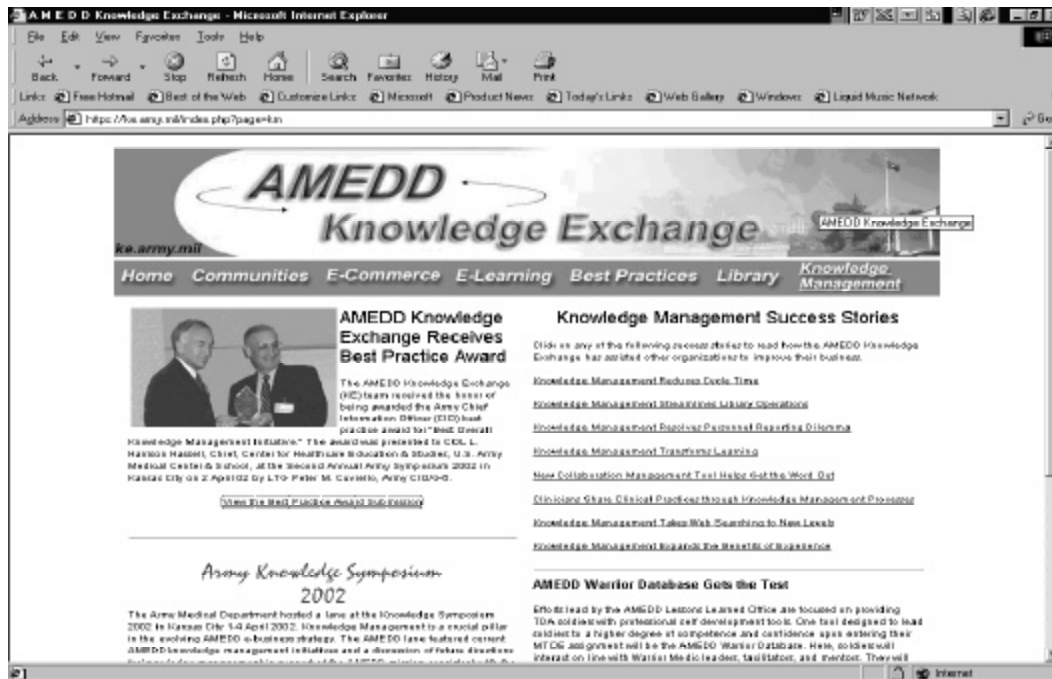 A M E D D Knowledge Exchange - Microsoft Internet Explorer
File Edit View Favorites Tools Help
Back Forward Stop Refresh Home Search Favorites History Mail Print
Links Free Hotmail Best of the Web Customize Links Microsoft Product News Today's Links Web Gallery Windows Liquid Music Network
Address https://ke.army.mil/index.php?page=km Go
AMEDD
Knowledge Exchange
AMEDD Knowledge Exchange
ke.army.mil
Home Communities E-Commerce E-Learning Best Practices Library Knowledge
Management
AMEDD Knowledge
Exchange Receives
Best Practice Award
The AMEDD Knowledge Exchange
(KE) team received the honor of
being awarded the Army Chief
Information Officer (CIO) best
practice award for "Best Overall
Knowledge Management Initiative." The award was presented to COL L.
Harrison Hassell, Chief, Center for Healthcare Education & Studies, U.S. Army
Medical Center & School, at the Second Annual Army Symposium 2002 in
Kansas City on 2 April 02 by LTG Peter M. Cuviello, Army CIO/G-6.
View the Best Practice Award Submission
Army Knowledge Symposium
2002
The Army Medical Department hosted a lane at the Knowledge Symposium
2002 in Kansas City 1-4 April 2002. Knowledge Management is a crucial pillar
in the evolving AMEDD e-business strategy. The AMEDD lane featured current
AMEDD knowledge management initiatives and a discussion of future directions
Knowledge Management Success Stories
Click on any of the following success stories to read how the AMEDD Knowledge
Exchange has assisted other organizations to improve their business.
Knowledge Management Reduces Cycle Time
Knowledge Management Streamlines Library Operations
Knowledge Management Resolves Personnel Reporting Dilemma
Knowledge Management Transforms Learning
New Collaboration Management Tool Helps Get the Word Out
Clinicians Share Clinical Practices through Knowledge Management Processes
Knowledge Management Takes Web Searching to New Levels
Knowledge Management Expands the Benefits of Experience
AMEDD Warrior Database Gets the Test
Efforts lead by the AMEDD Lessons Learned Office are focused on providing
TDA soldiers with professional self development tools. One tool designed to lead
soldiers to a higher degree of competence and confidence upon entering their
MTOE assignment will be the AMEDD Warrior Database. Here, soldiers will
interact on line with Warrior Medic leaders, facilitators, and mentors. They will
Internet